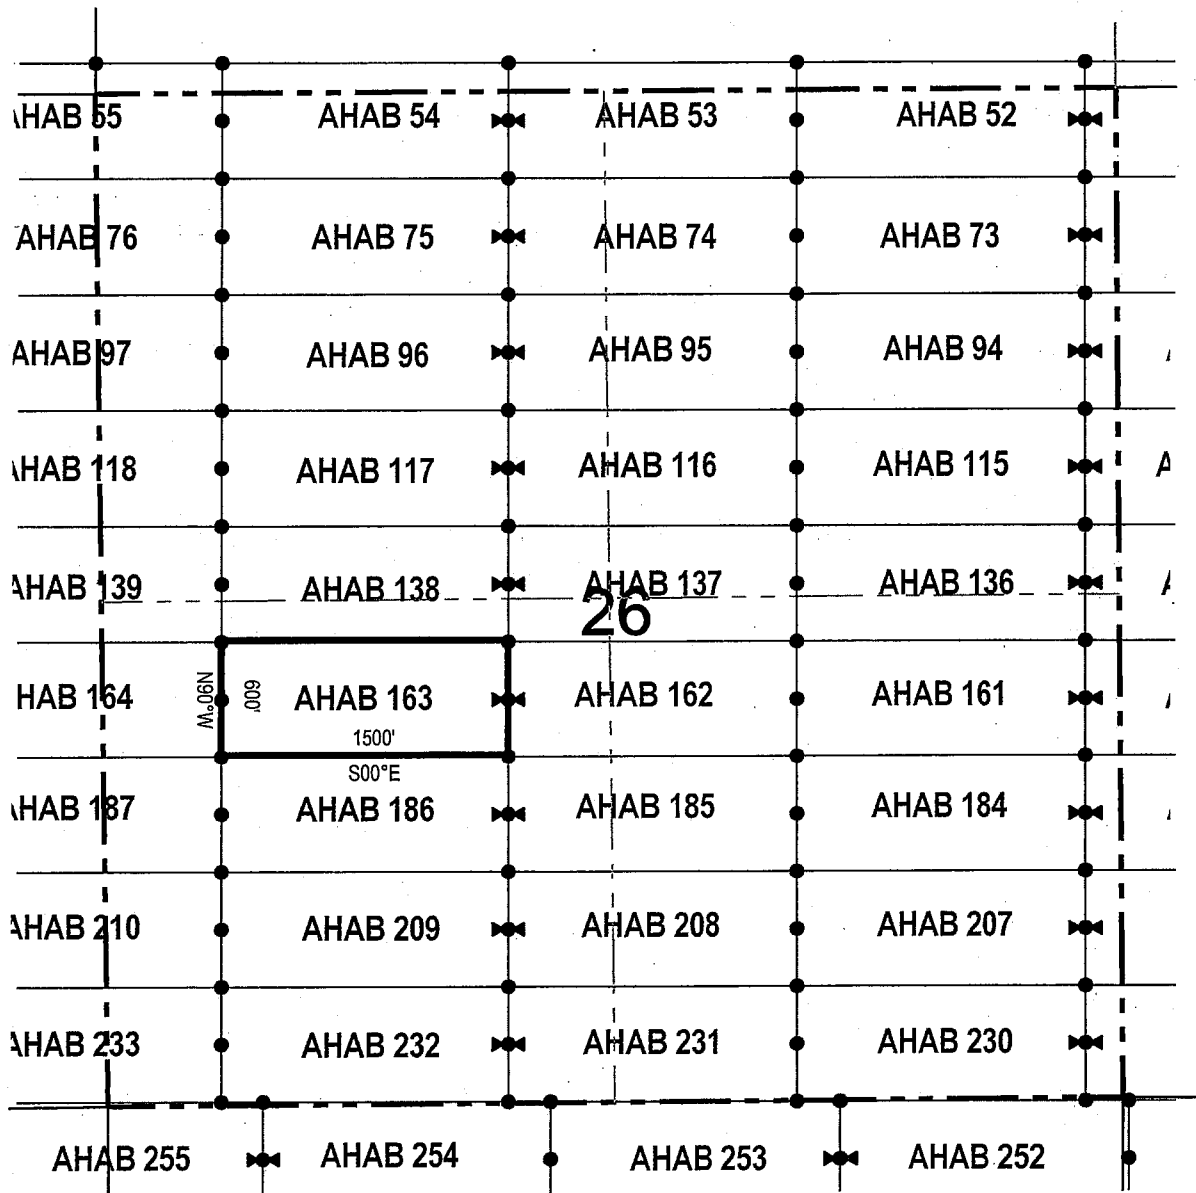 AHAB 55 AHAB 54 AHAB 53 AHAB 52
AHAB 76 AHAB 75 AHAB 74 AHAB 73
AHAB 97 AHAB 96 AHAB 95 AHAB 94
AHAB 118 AHAB 117 AHAB 116 AHAB 115 A
AHAB 139 AHAB 138 AHAB 137 AHAB 136
26
HAB 164 N90°W 600' AHAB 163 AHAB 162 AHAB 161
1500'
S00°E
AHAB 187 AHAB 186 AHAB 185 AHAB 184
AHAB 210 AHAB 209 AHAB 208 AHAB 207
AHAB 233 AHAB 232 AHAB 231 AHAB 230
AHAB 255 AHAB 254 AHAB 253 AHAB 252